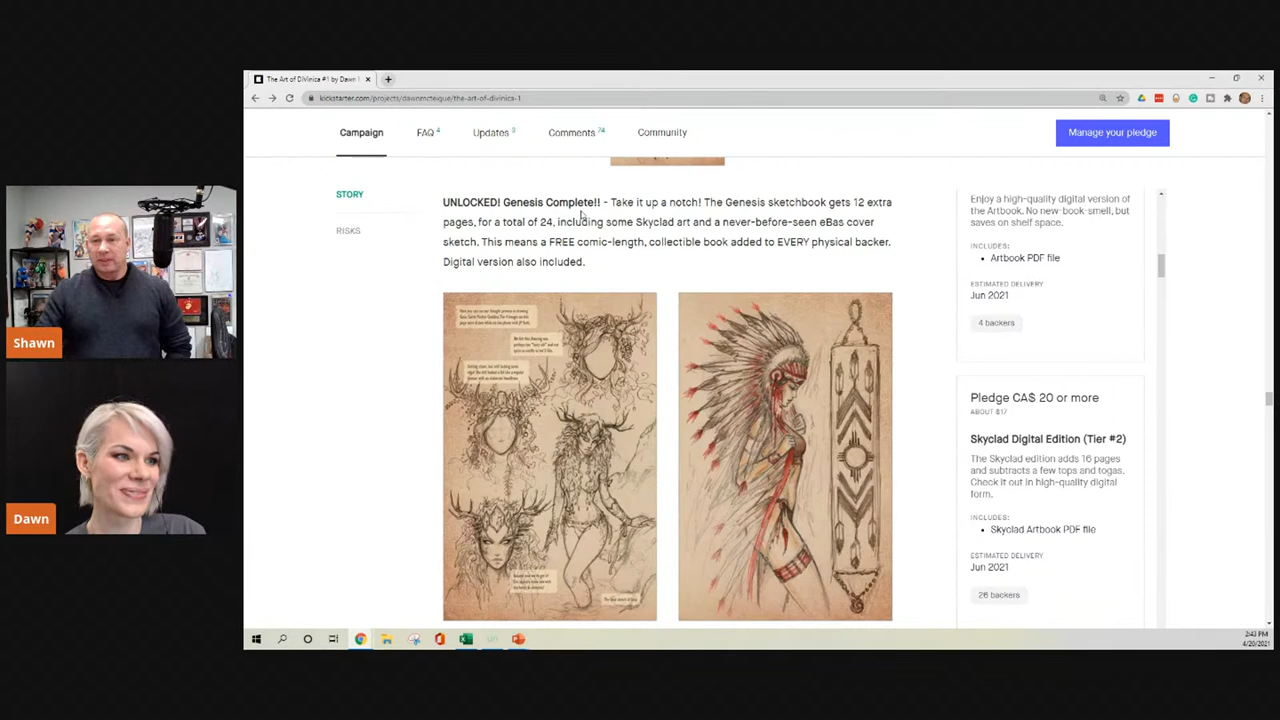 The Art of DiVinica #1 by Dawn
kickstarter.com/projects/dawnmcteigue/the-art-of-divinica-1
Campaign
FAQ 4
Updates 3
Comments 74
Community
Manage your pledge
STORY
RISKS
UNLOCKED! Genesis Complete!! - Take it up a notch! The Genesis sketchbook gets 12 extra
pages, for a total of 24, including some Skyclad art and a never-before-seen eBas cover
sketch. This means a FREE comic-length, collectible book added to EVERY physical backer.
Digital version also included.
Enjoy a high-quality digital version of
the Artbook. No new-book-smell, but
saves on shelf space.
INCLUDES:
• Artbook PDF file
ESTIMATED DELIVERY
Jun 2021
4 backers
Pledge CA$ 20 or more
ABOUT $17
Skyclad Digital Edition (Tier #2)
The Skyclad edition adds 16 pages
and subtracts a few tops and togas.
Check it out in high-quality digital
form.
INCLUDES:
• Skyclad Artbook PDF file
ESTIMATED DELIVERY
Jun 2021
26 backers
Shawn
Dawn
2:43 PM
4/20/2021